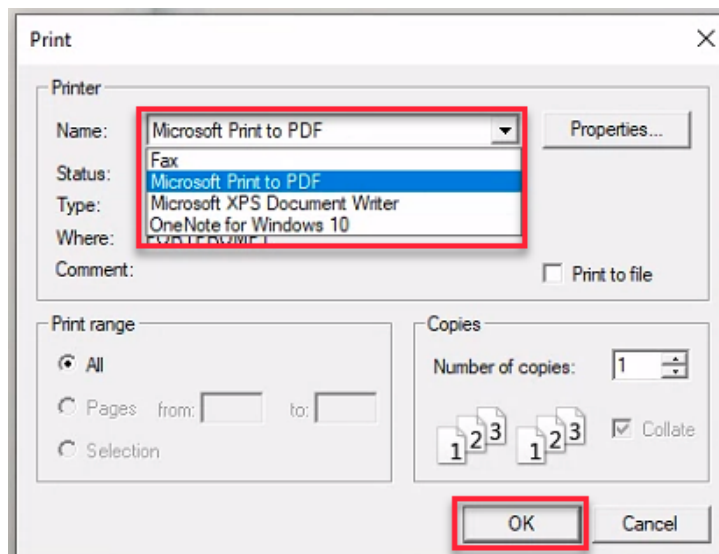 Print
Printer
Name: Microsoft Print to PDF Properties...
Fax
Status: Microsoft Print to PDF
Type: Microsoft XPS Document Writer
OneNote for Windows 10
Where: PORTPROMPT
Comment: Print to file
Print range
All
Pages from: to:
Selection
Copies
Number of copies: 1
1 2 3 1 2 3 Collate
OK Cancel